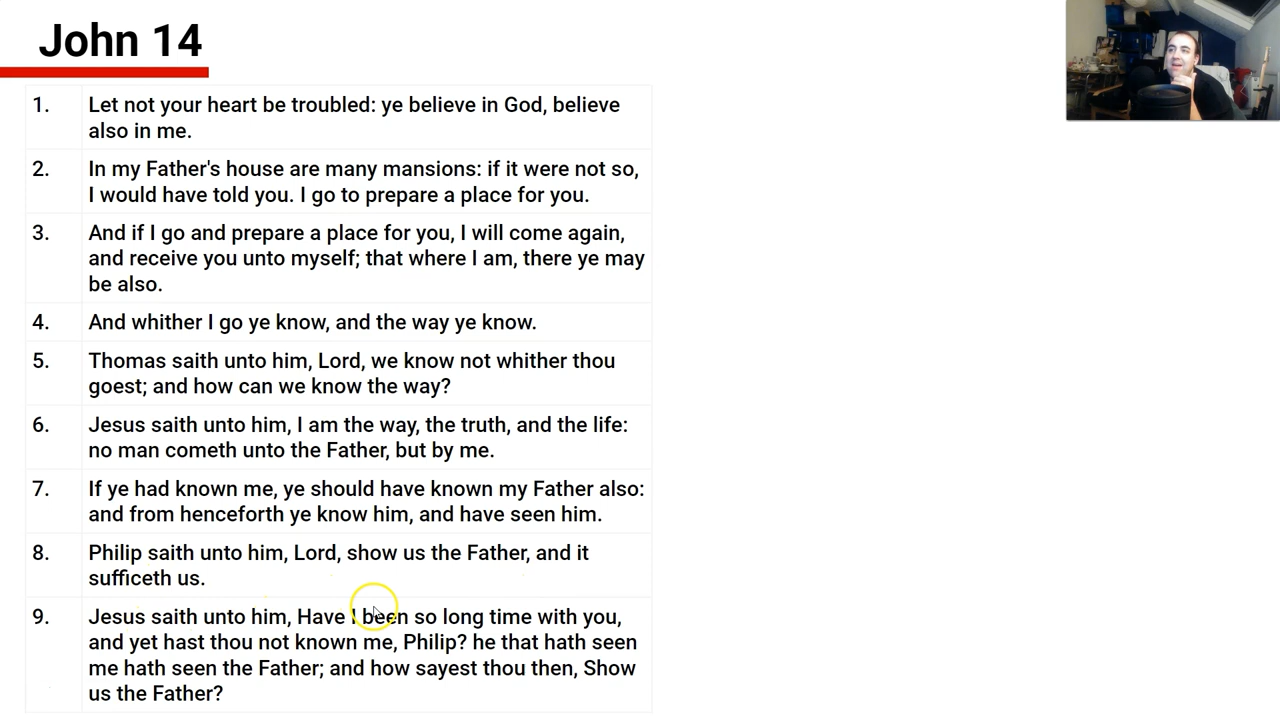 John 14
1. Let not your heart be troubled: ye believe in God, believe
also in me.
2. In my Father's house are many mansions: if it were not so,
I would have told you. I go to prepare a place for you.
3. And if I go and prepare a place for you, I will come again,
and receive you unto myself; that where I am, there ye may
be also.
4. And whither I go ye know, and the way ye know.
5. Thomas saith unto him, Lord, we know not whither thou
goest; and how can we know the way?
6. Jesus saith unto him, I am the way, the truth, and the life:
no man cometh unto the Father, but by me.
7. If ye had known me, ye should have known my Father also:
and from henceforth ye know him, and have seen him.
8. Philip saith unto him, Lord, show us the Father, and it
sufficeth us.
9. Jesus saith unto him, Have I been so long time with you,
and yet hast thou not known me, Philip? he that hath seen
me hath seen the Father; and how sayest thou then, Show
us the Father?